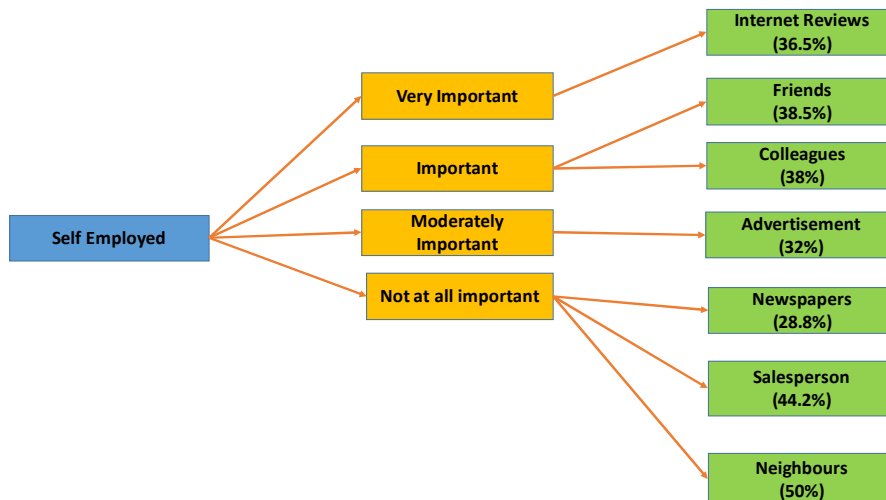 Self Employed
Very Important
Important
Moderately
Important
Not at all important
Internet Reviews
(36.5%)
Friends
(38.5%)
Colleagues
(38%)
Advertisement
(32%)
Newspapers
(28.8%)
Salesperson
(44.2%)
Neighbours
(50%)